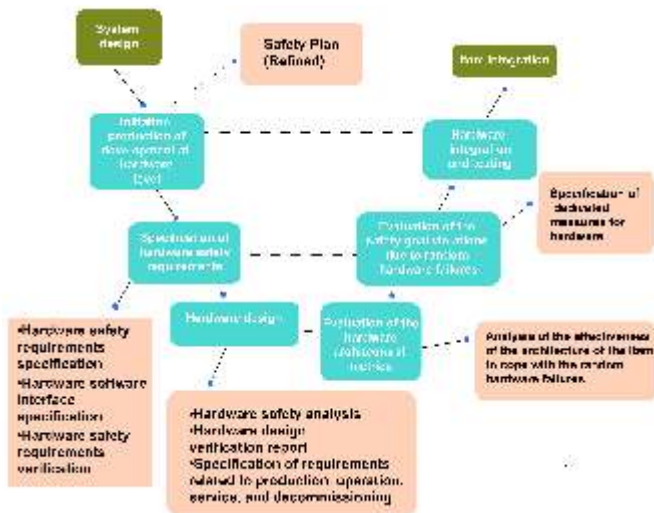 System
design
Safety Plan
(Refined)
Item integration
Initiation
production of
development at
hardware
level
Hardware
integration
and testing
Specification of
dedicated
measures for
hardware
Specification of
hardware safety
requirements
Evaluation of the
safety goal violations
due to random
hardware failures
Hardware design
Evaluation of the
hardware
architectural
metrics
•Hardware safety
requirements
specification
•Hardware software
interface
specification
•Hardware safety
requirements
verification
Analysis of the effectiveness
of the architecture of the item
to cope with the random
hardware failures.
•Hardware safety analysis
•Hardware design
verification report
•Specification of requirements
related to production, operation,
service, and decommissioning